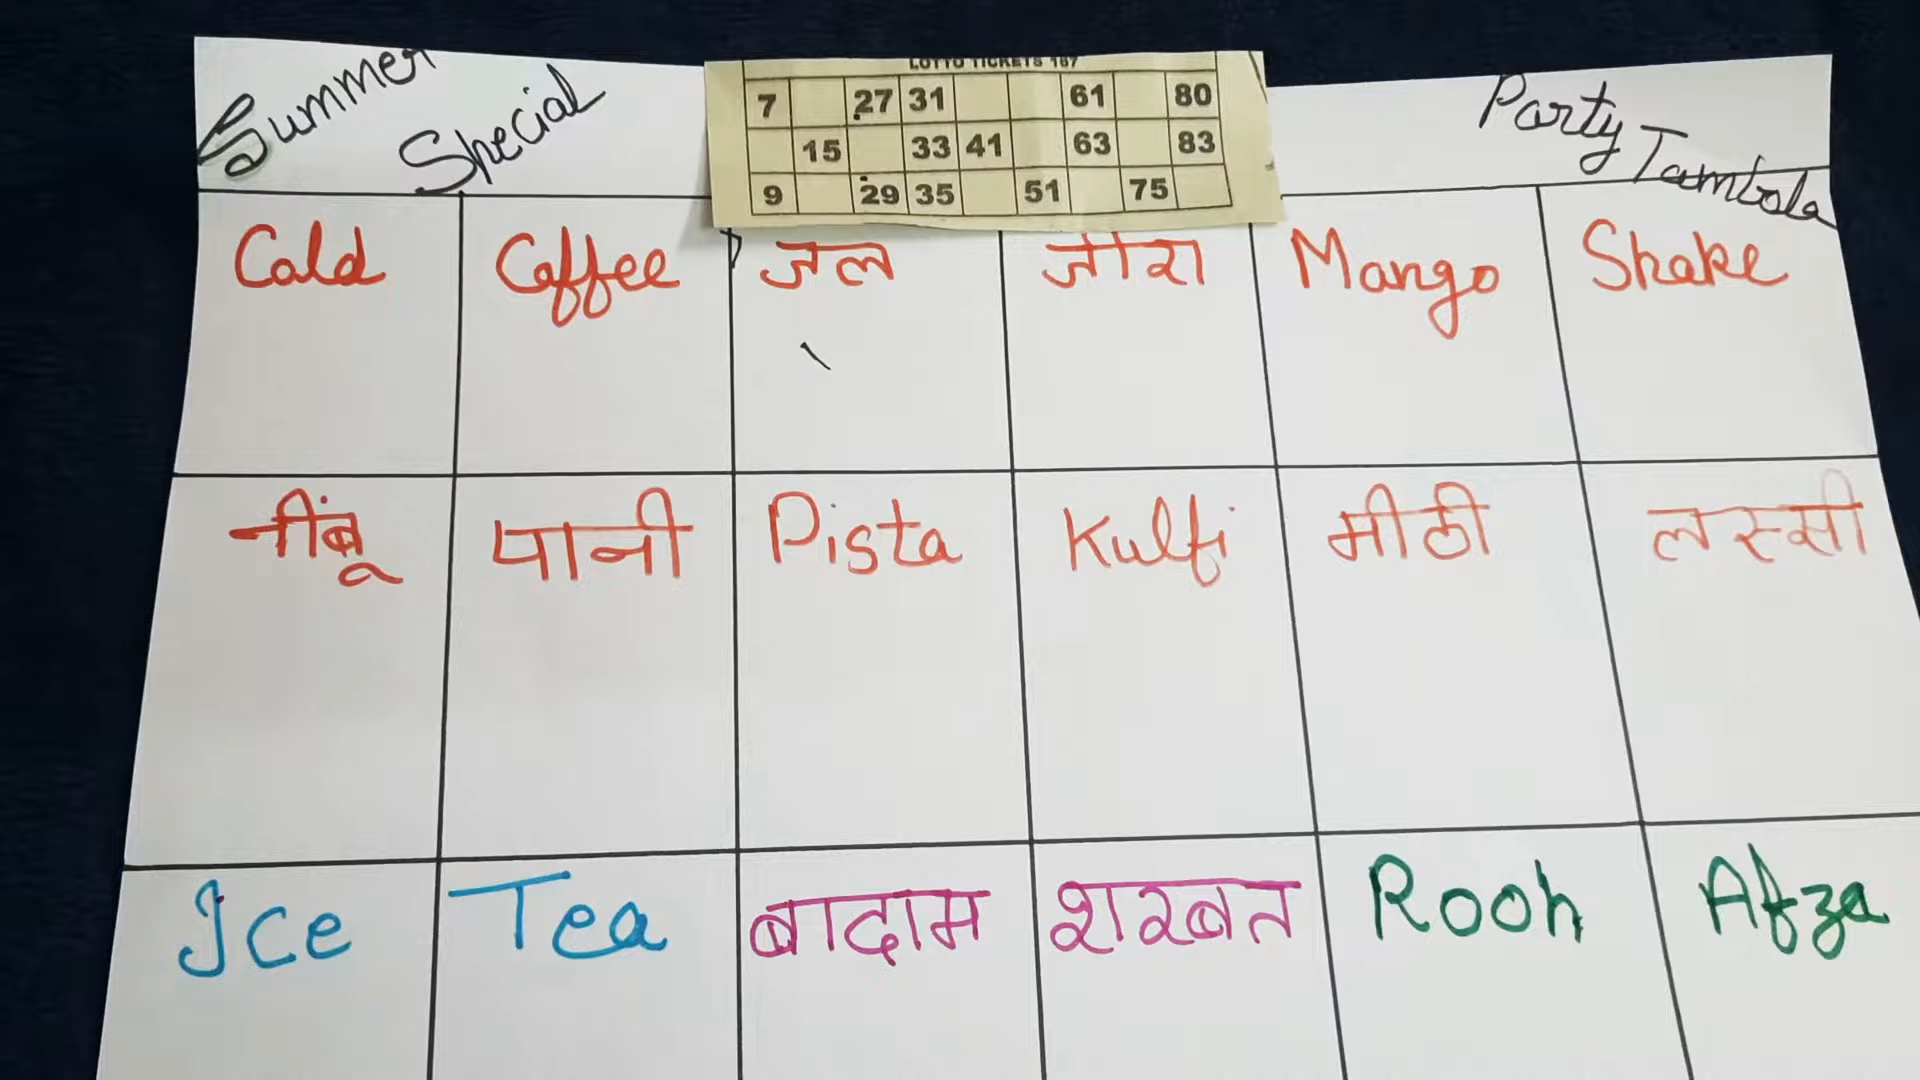 Summer
Special
Party
Tambola
LOTTO TICKETS 167
7 27 31 61 80
15 33 41 63 83
9 29 35 51 75
Cold Coffee जल जीरा Mango Shake
नींबू पानी Pista Kulfi मीठी लस्सी
Ice Tea बादाम शरबत Rooh Afza